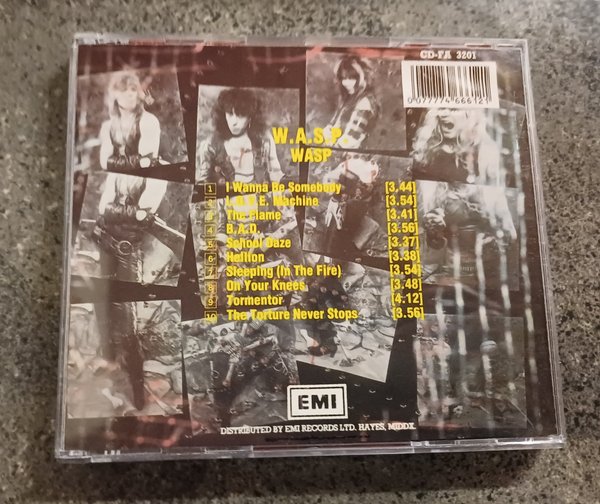 CD-FA 3201
0 077774 666121
W.A.S.P.
WASP
1 I Wanna Be Somebody [3.44]
2 L.O.V.E. Machine [3.54]
3 The Flame [3.41]
4 B.A.D. [3.56]
5 School Daze [3.37]
6 Hellion [3.38]
7 Sleeping (In The Fire) [3.54]
8 On Your Knees [3.48]
9 Tormentor [4.12]
10 The Torture Never Stops [3.56]
EMI
DISTRIBUTED BY EMI RECORDS LTD. HAYES, MIDDX.